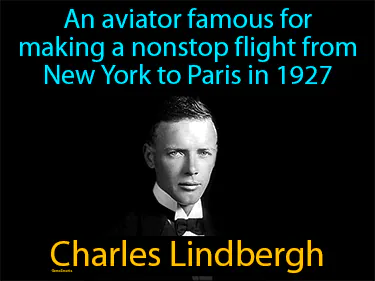 An aviator famous for
making a nonstop flight from
New York to Paris in 1927
Charles Lindbergh